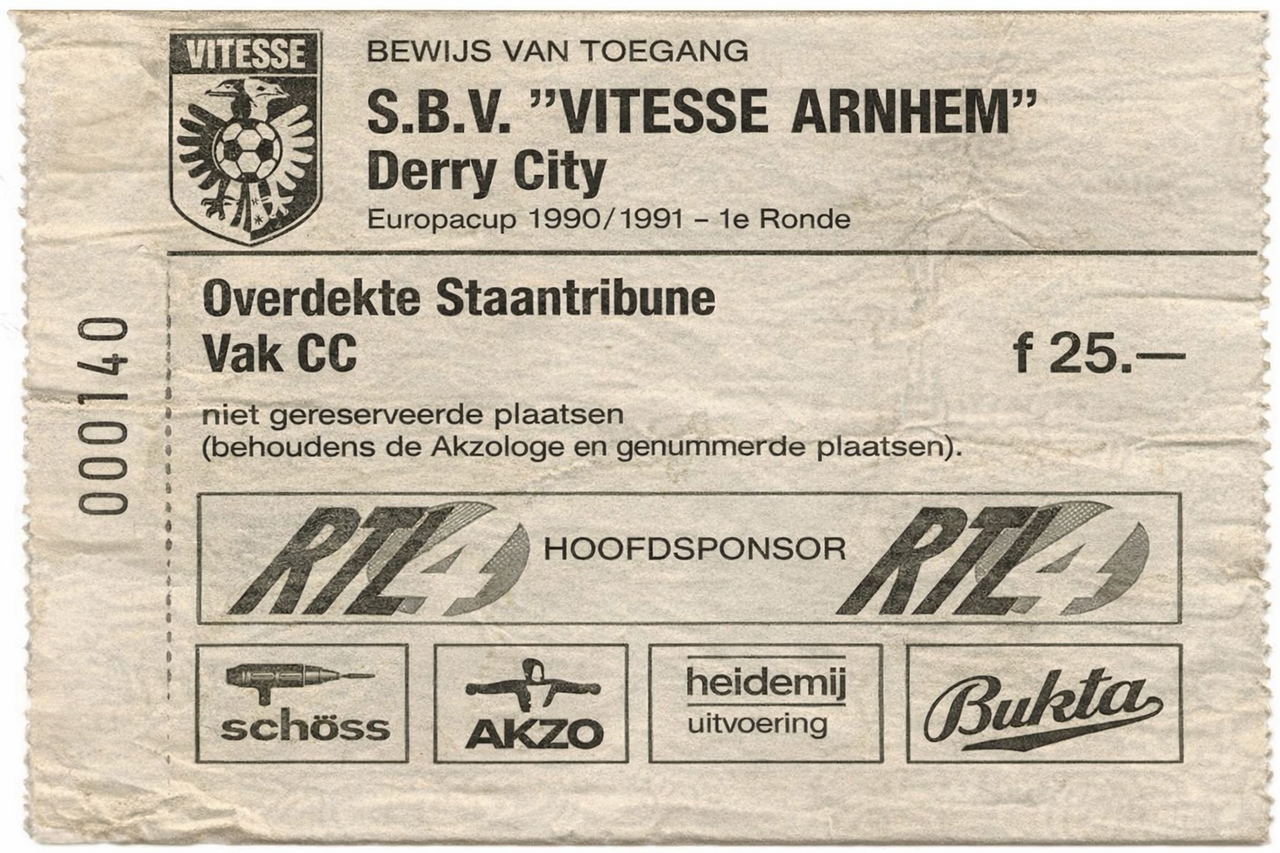 VITESSE
BEWIJS VAN TOEGANG
S.B.V. ”VITESSE ARNHEM”
Derry City
Europacup 1990/1991 – 1e Ronde
Overdekte Staantribune
Vak CC
f 25.—
niet gereserveerde plaatsen
(behoudens de Akzologe en genummerde plaatsen).
000140
RTL4 HOOFDSPONSOR RTL4
schöss
AKZO
heidemij
uitvoering
Bukta